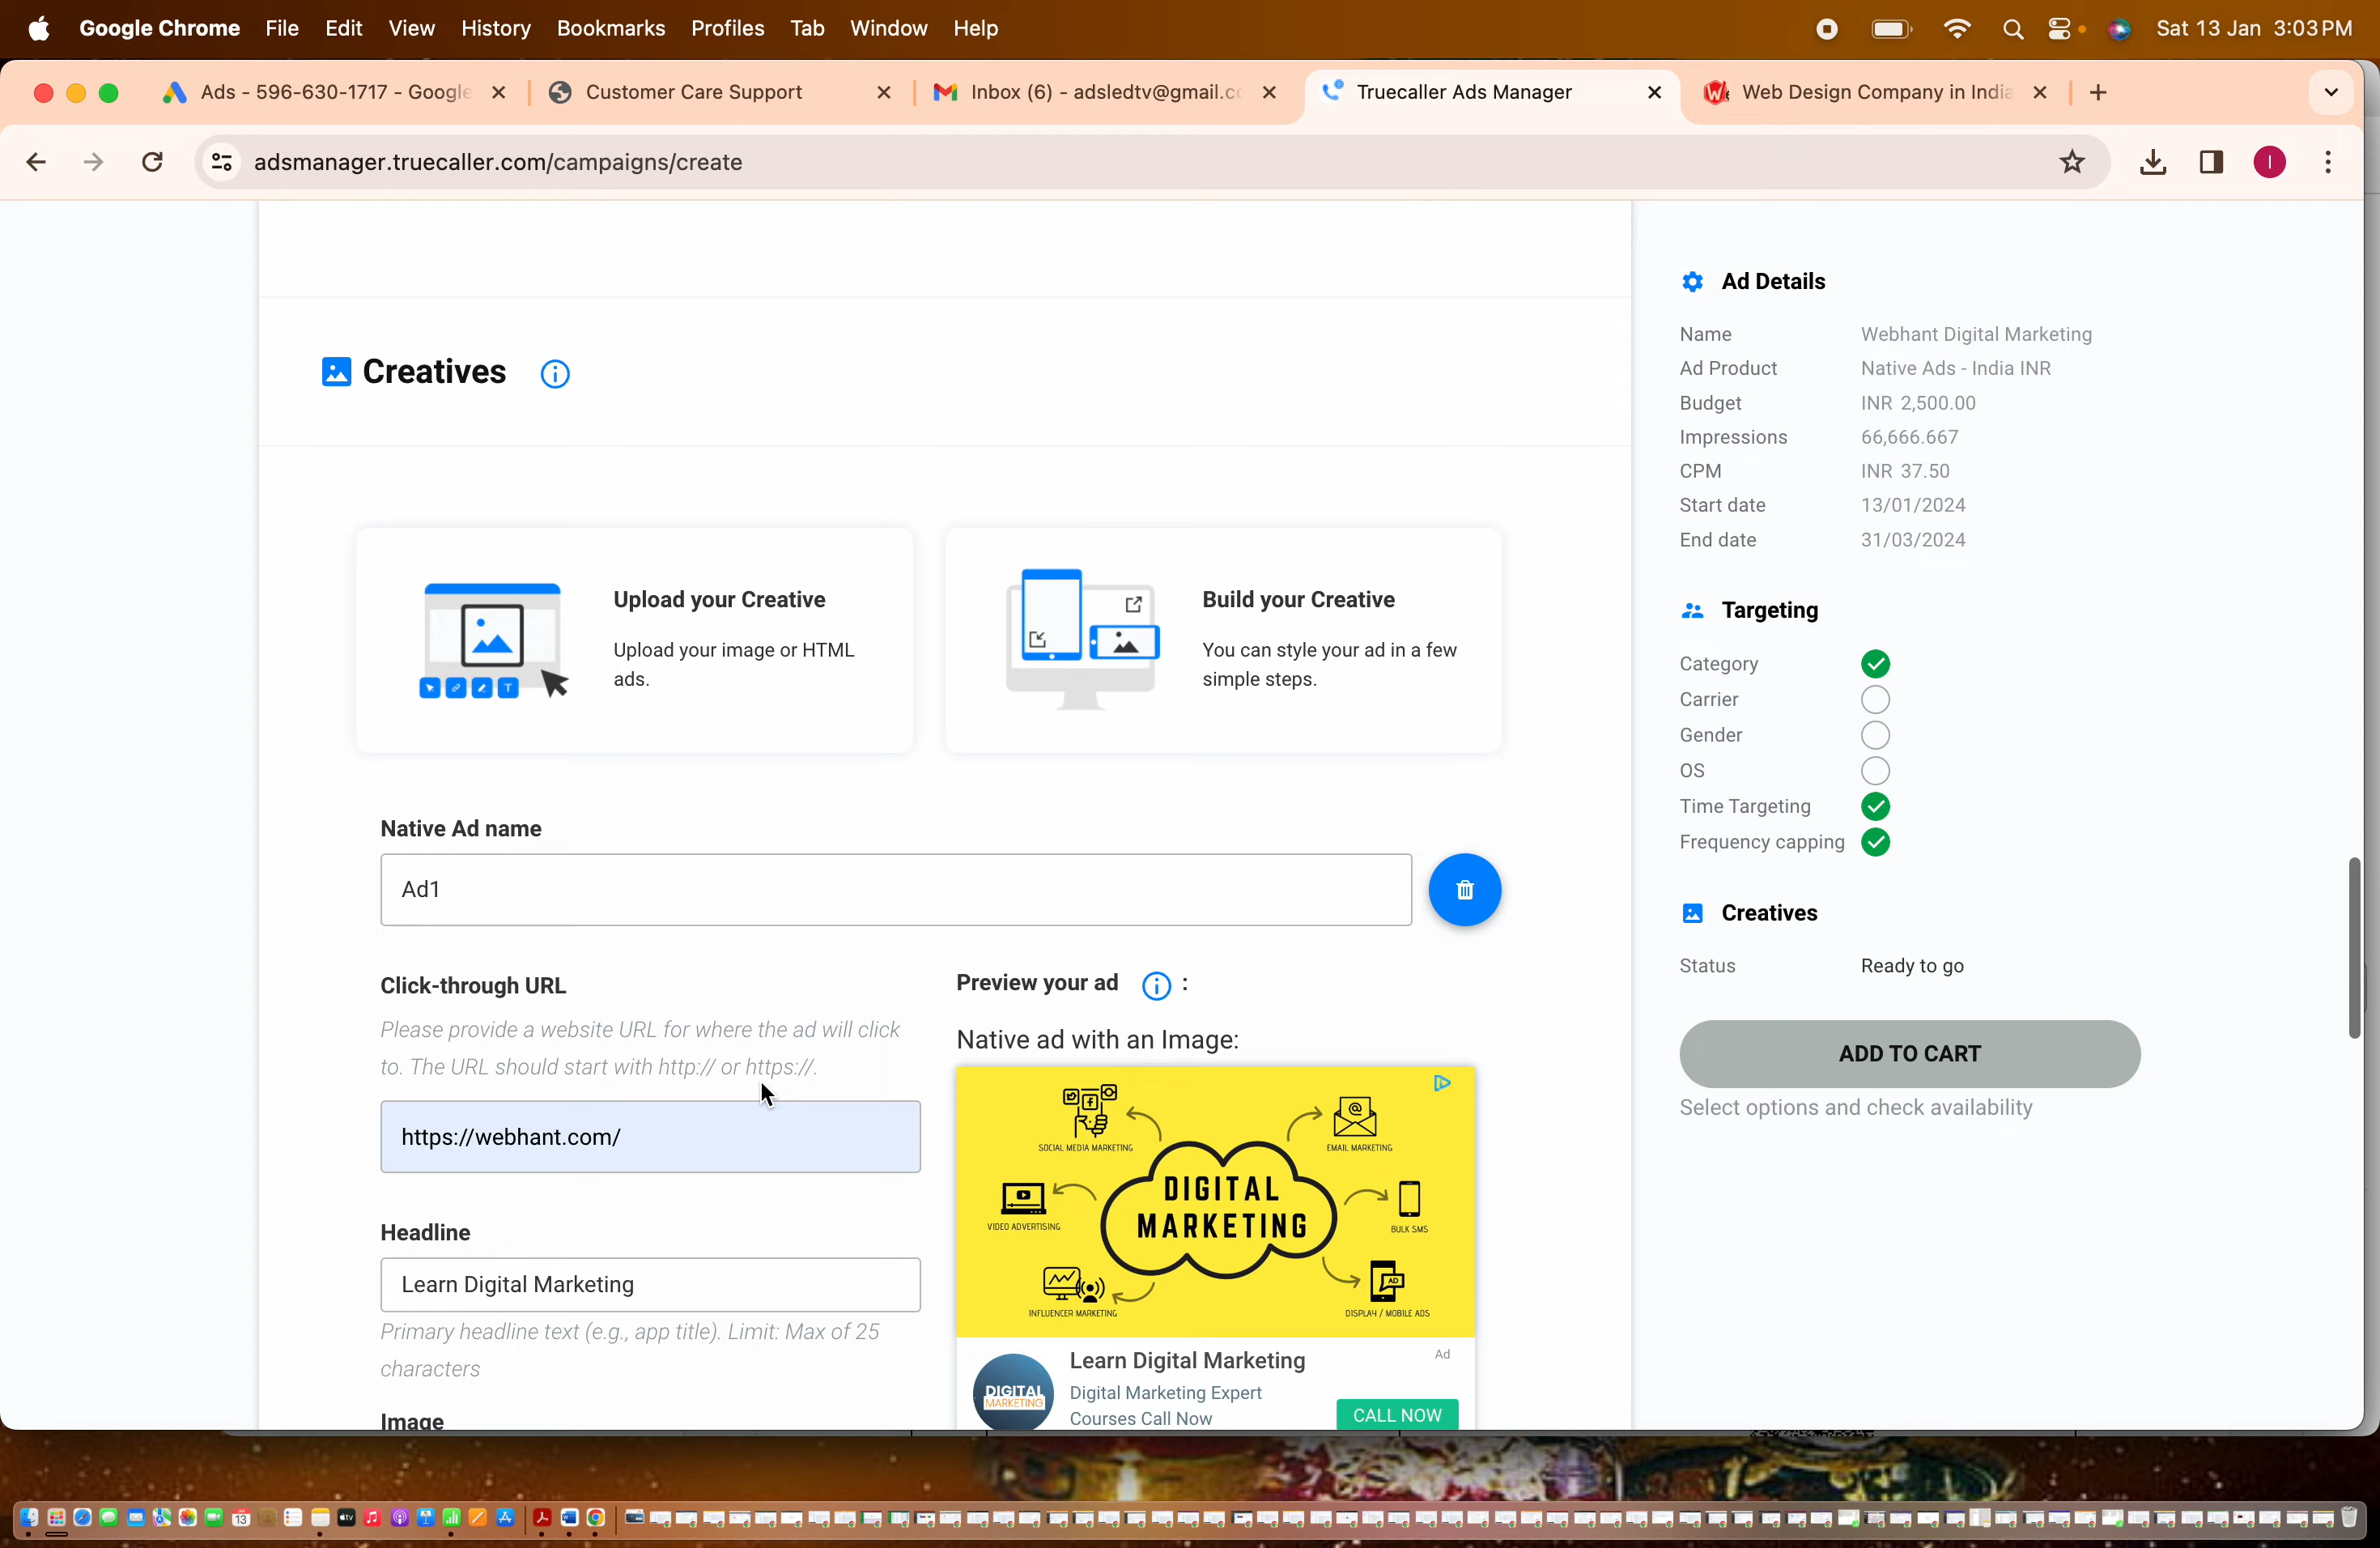 Google Chrome File Edit View History Bookmarks Profiles Tab Window Help Sat 13 Jan 3:03 PM
Ads - 596-630-1717 - Google Customer Care Support Inbox (6) - adsledtv@gmail.co Truecaller Ads Manager Web Design Company in India
adsmanager.truecaller.com/campaigns/create I
Creatives
Upload your Creative
Upload your image or HTML
ads.
Build your Creative
You can style your ad in a few
simple steps.
Native Ad name
Ad1
Click-through URL
Please provide a website URL for where the ad will click
to. The URL should start with http:// or https://.
https://webhant.com/
Headline
Learn Digital Marketing
Primary headline text (e.g., app title). Limit: Max of 25
characters
Image
Preview your ad :
Native ad with an Image:
SOCIAL MEDIA MARKETING
EMAIL MARKETING
VIDEO ADVERTISING
DIGITAL
MARKETING
BULK SMS
INFLUENCER MARKETING
DISPLAY / MOBILE ADS
AD
DIGITAL
MARKETING
Learn Digital Marketing
Ad
Digital Marketing Expert
Courses Call Now
CALL NOW
Ad Details
Name Webhant Digital Marketing
Ad Product Native Ads - India INR
Budget INR 2,500.00
Impressions 66,666.667
CPM INR 37.50
Start date 13/01/2024
End date 31/03/2024
Targeting
Category
Carrier
Gender
OS
Time Targeting
Frequency capping
Creatives
Status Ready to go
ADD TO CART
Select options and check availability
13